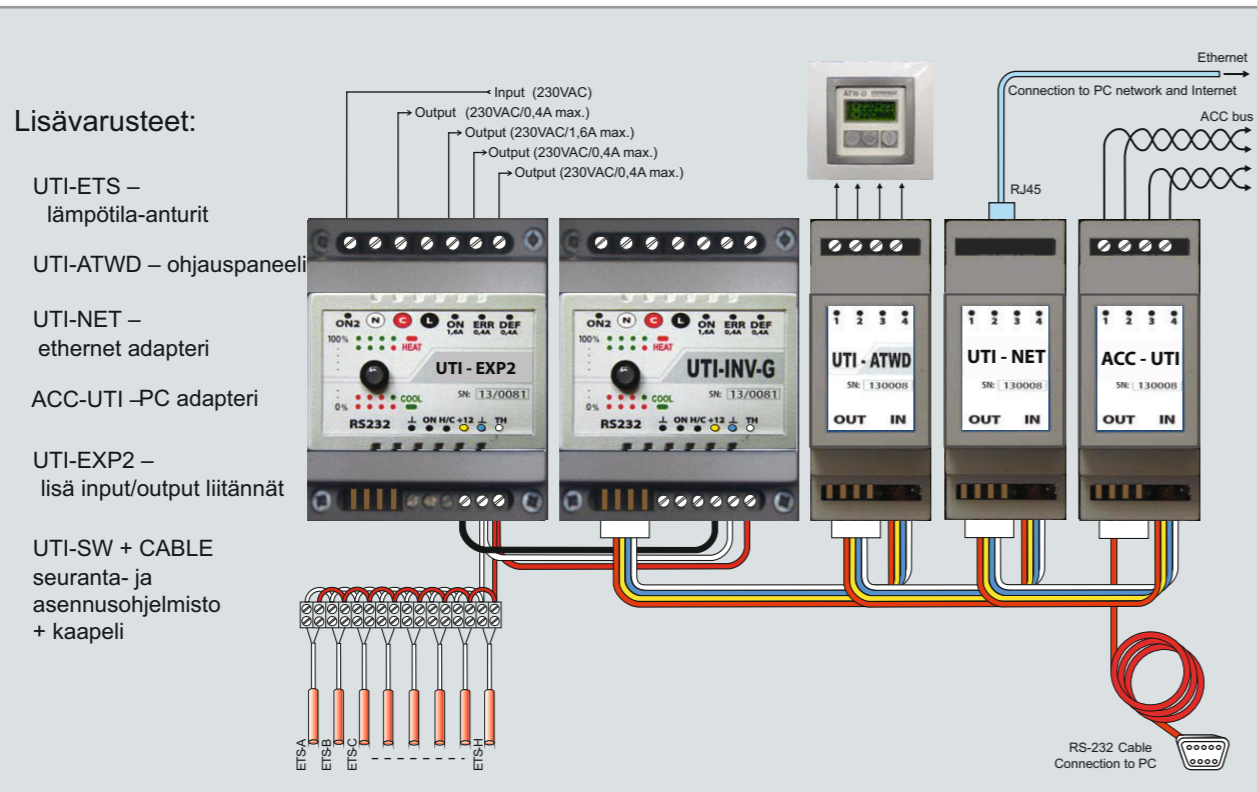 Lisävarusteet:
UTI-ETS –
lämpötila-anturit
UTI-ATWD – ohjauspaneeli
UTI-NET –
ethernet adapteri
ACC-UTI –PC adapteri
UTI-EXP2 –
lisä input/output liitännät
UTI-SW + CABLE
seuranta- ja
asennusohjelmisto
+ kaapeli
Input (230VAC)
Output (230VAC/0,4A max.)
Output (230VAC/1,6A max.)
Output (230VAC/0,4A max.)
Output (230VAC/0,4A max.)
ATW-D
Ethernet
Connection to PC network and Internet
ACC bus
RJ45
ON2 N C L ON ERR DEF
1,6A 0,4A 0,4A
100%
HEAT
UTI - EXP2
SN: 13/0081
COOL
0%
RS232 ⊥ ON H/C +12 ⊥ TH
ON2 N C L ON ERR DEF
1,6A 0,4A 0,4A
100%
HEAT
UTI-INV-G
SN: 13/0081
COOL
0%
RS232 ⊥ ON H/C +12 ⊥ TH
1 2 3 4
UTI - ATWD
SN: 130008
OUT IN
1 2 3 4
UTI - NET
SN: 130008
OUT IN
1 2 3 4
ACC - UTI
SN: 130008
OUT IN
ETS-A
ETS-B
ETS-C
ETS-H
RS-232 Cable
Connection to PC